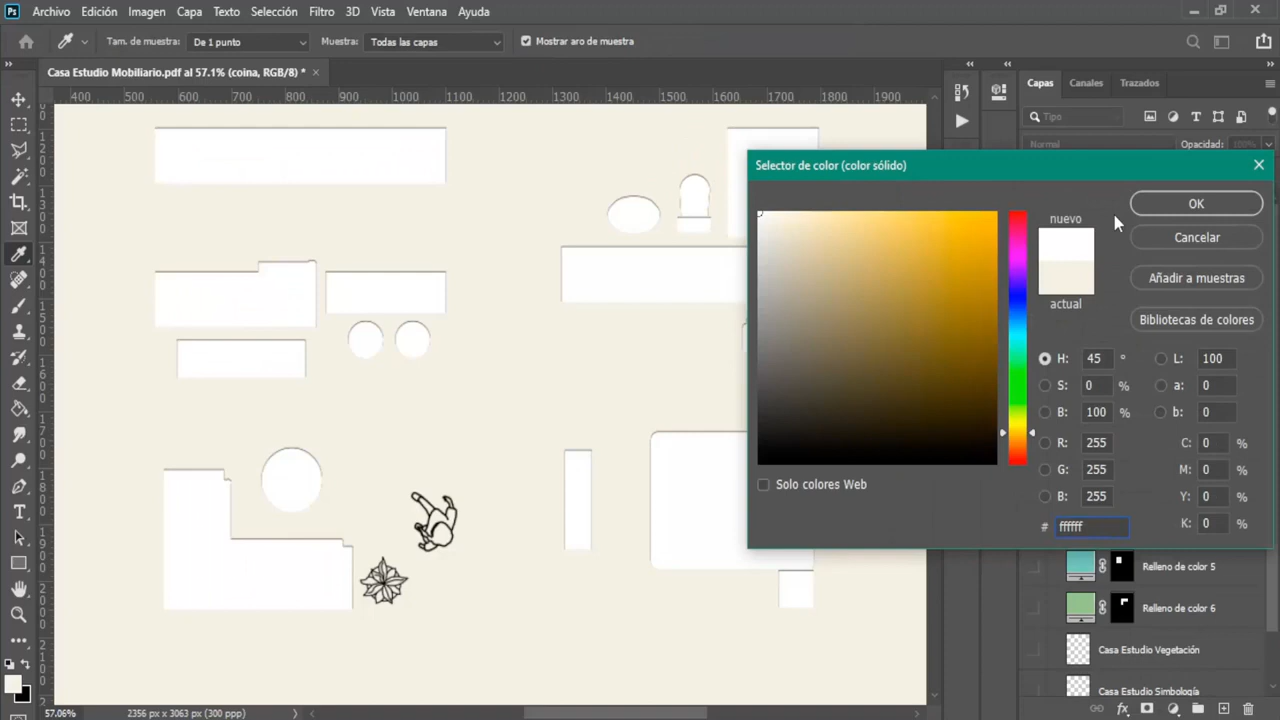 Ps Archivo Edición Imagen Capa Texto Selección Filtro 3D Vista Ventana Ayuda
Tam. de muestra: De 1 punto Muestra: Todas las capas Mostrar aro de muestra
Casa Estudio Mobiliario.pdf al 57.1% (coina, RGB/8) * ×
Capas Canales Trazados
400 500 600 700 800 900 1000 1100 1200 1300 1400 1500 1600 1700 1800 1900
Tipo
Normal Opacidad: 100%
Selector de color (color sólido)
OK
nuevo
Cancelar
Añadir a muestras
actual
Bibliotecas de colores
H: 45 ° L: 100
S: 0 % a: 0
B: 100 % b: 0
R: 255 C: 0 %
G: 255 M: 0 %
Solo colores Web
B: 255 Y: 0 %
# ffffff K: 0 %
Relleno de color 5
Relleno de color 6
Casa Estudio Vegetación
Casa Estudio Simbología
57.06% 2356 px x 3063 px (300 ppp)